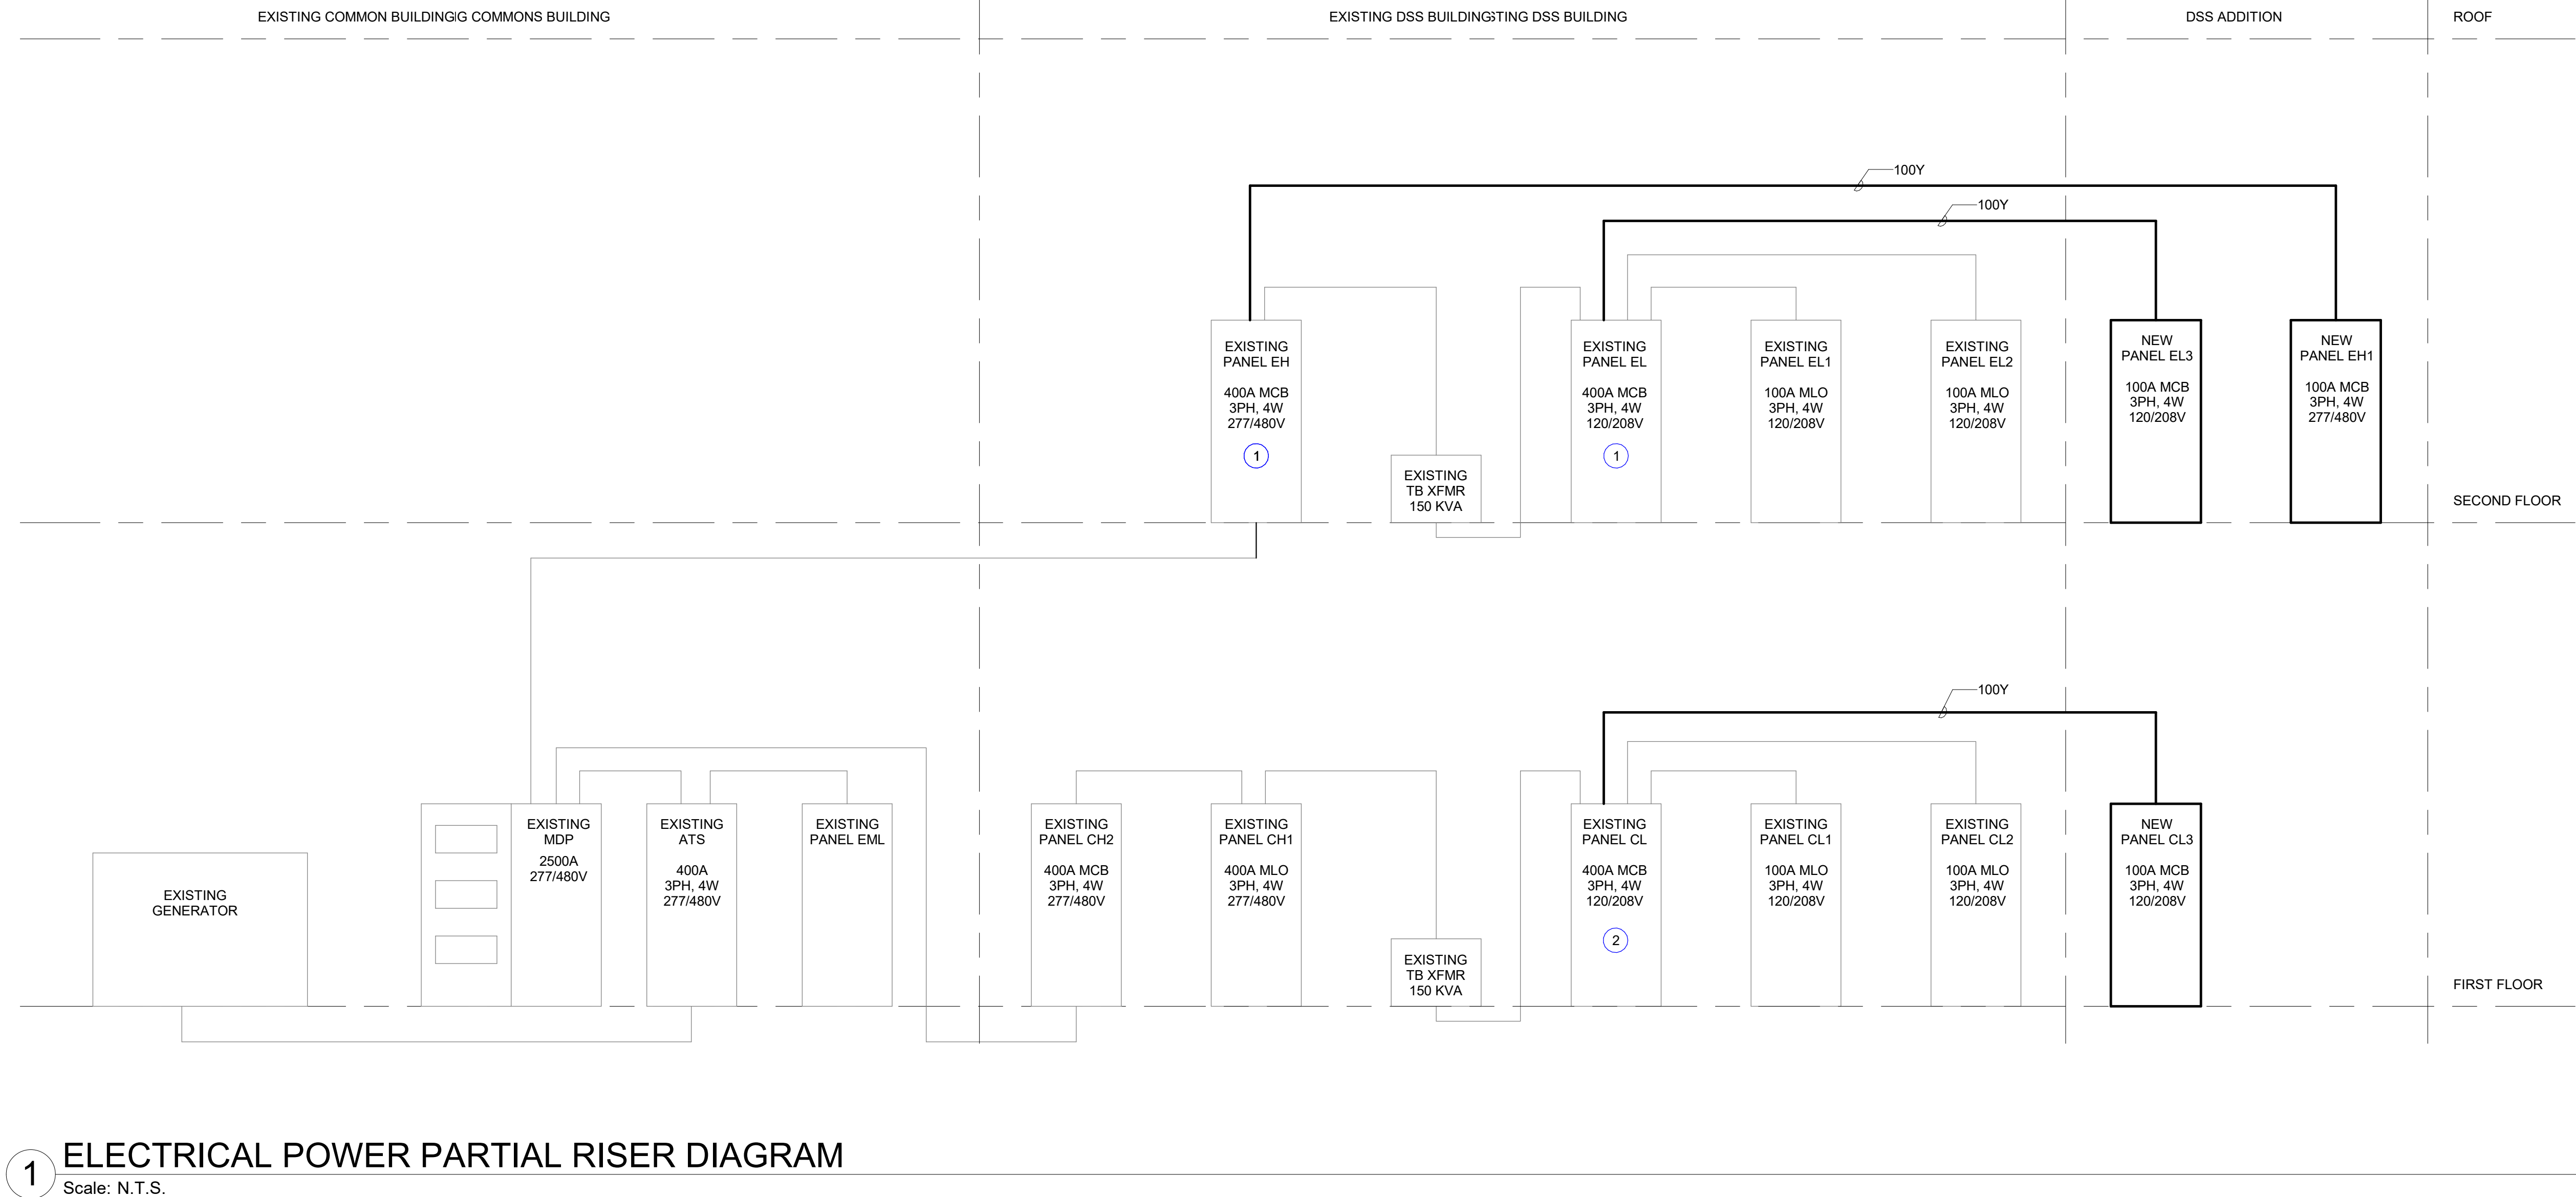 EXISTING COMMON BUILDING
G COMMONS BUILDING
EXISTING DSS BUILDING
STING DSS BUILDING
DSS ADDITION
ROOF
100Y
100Y
EXISTING
PANEL EH
400A MCB
3PH, 4W
277/480V
1
EXISTING
TB XFMR
150 KVA
EXISTING
PANEL EL
400A MCB
3PH, 4W
120/208V
1
EXISTING
PANEL EL1
100A MLO
3PH, 4W
120/208V
EXISTING
PANEL EL2
100A MLO
3PH, 4W
120/208V
NEW
PANEL EL3
100A MCB
3PH, 4W
120/208V
NEW
PANEL EH1
100A MCB
3PH, 4W
277/480V
SECOND FLOOR
100Y
EXISTING
GENERATOR
EXISTING
MDP
2500A
277/480V
EXISTING
ATS
400A
3PH, 4W
277/480V
EXISTING
PANEL EML
EXISTING
PANEL CH2
400A MCB
3PH, 4W
277/480V
EXISTING
PANEL CH1
400A MLO
3PH, 4W
277/480V
EXISTING
TB XFMR
150 KVA
EXISTING
PANEL CL
400A MCB
3PH, 4W
120/208V
2
EXISTING
PANEL CL1
100A MLO
3PH, 4W
120/208V
EXISTING
PANEL CL2
100A MLO
3PH, 4W
120/208V
NEW
PANEL CL3
100A MCB
3PH, 4W
120/208V
FIRST FLOOR
1
ELECTRICAL POWER PARTIAL RISER DIAGRAM
Scale: N.T.S.